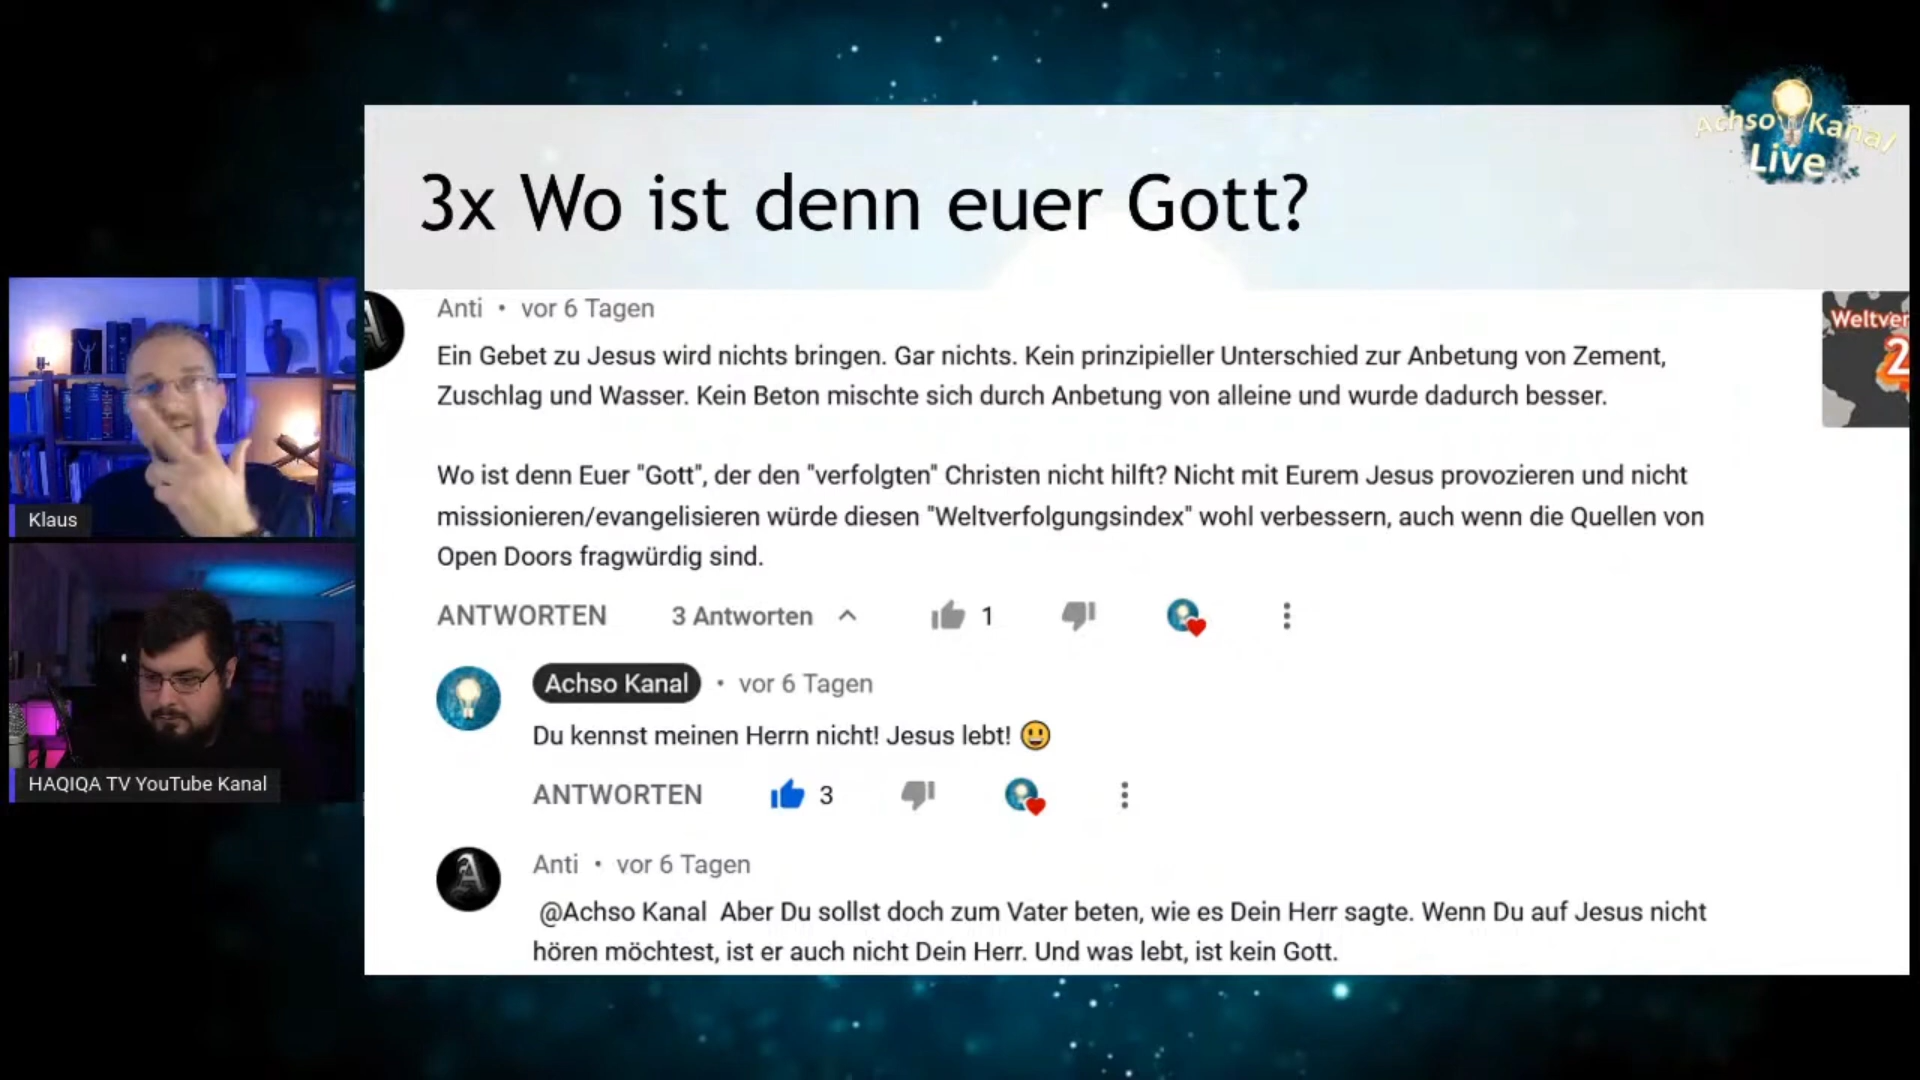 Achso Kanal
Live
3x Wo ist denn euer Gott?
Anti • vor 6 Tagen
Ein Gebet zu Jesus wird nichts bringen. Gar nichts. Kein prinzipieller Unterschied zur Anbetung von Zement,
Zuschlag und Wasser. Kein Beton mischte sich durch Anbetung von alleine und wurde dadurch besser.
Wo ist denn Euer "Gott", der den "verfolgten" Christen nicht hilft? Nicht mit Eurem Jesus provozieren und nicht
missionieren/evangelisieren würde diesen "Weltverfolgungsindex" wohl verbessern, auch wenn die Quellen von
Open Doors fragwürdig sind.
ANTWORTEN 3 Antworten 1
Achso Kanal • vor 6 Tagen
Du kennst meinen Herrn nicht! Jesus lebt! 😃
ANTWORTEN 3
A
Anti • vor 6 Tagen
@Achso Kanal Aber Du sollst doch zum Vater beten, wie es Dein Herr sagte. Wenn Du auf Jesus nicht
hören möchtest, ist er auch nicht Dein Herr. Und was lebt, ist kein Gott.
Klaus
HAQIQA TV YouTube Kanal